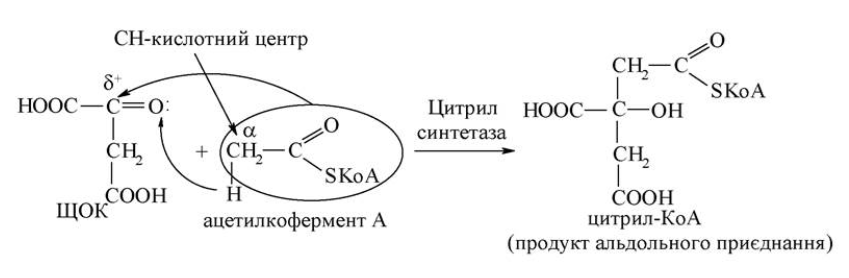 СН-кислотний центр
δ+
HOOC—C=O:
CH2
COOH
ЩОК
+
α
CH2—C
O
SKoA
H
ацетилкофермент А
Цитрил
синтетаза
O
CH2—C
SKoA
HOOC—C—OH
CH2
COOH
цитрил-КоА
(продукт альдольного приєднання)